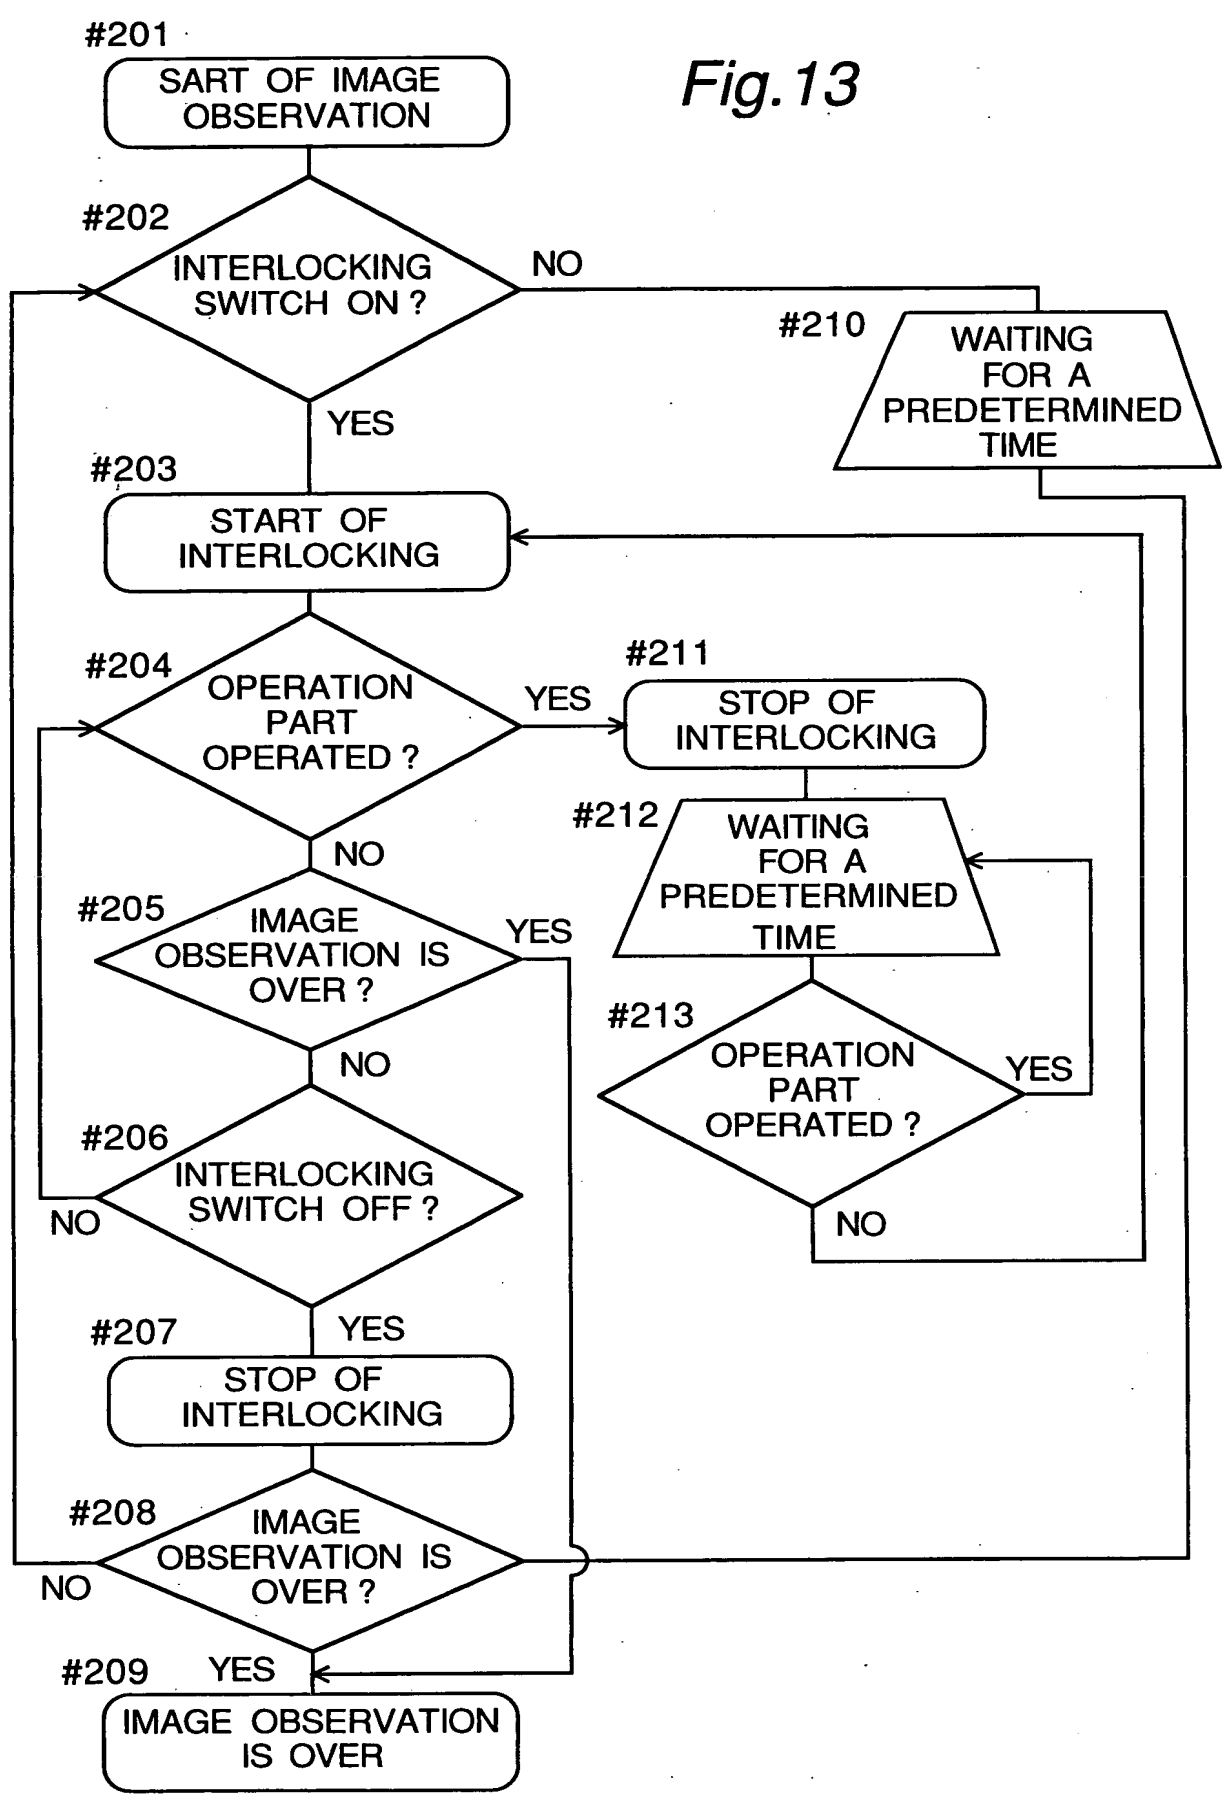 #201
SART OF IMAGE
OBSERVATION
Fig.13
#202
INTERLOCKING
SWITCH ON ?
NO
YES
#210
WAITING
FOR A
PREDETERMINED
TIME
#203
START OF
INTERLOCKING
#204
OPERATION
PART
OPERATED ?
YES
NO
#211
STOP OF
INTERLOCKING
#212
WAITING
FOR A
PREDETERMINED
TIME
#205
IMAGE
OBSERVATION IS
OVER ?
YES
NO
#213
OPERATION
PART
OPERATED ?
YES
NO
#206
INTERLOCKING
SWITCH OFF ?
NO
YES
#207
STOP OF
INTERLOCKING
#208
IMAGE
OBSERVATION IS
OVER ?
NO
YES
#209
IMAGE OBSERVATION
IS OVER